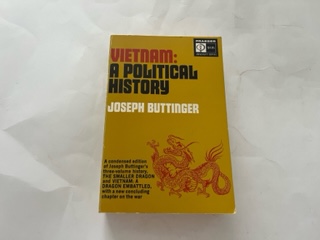 PRAEGER
VIETNAM:
A POLITICAL
HISTORY
JOSEPH BUTTINGER
A condensed edition
of Joseph Buttinger's
three-volume history,
THE SMALLER DRAGON
and VIETNAM: A
DRAGON EMBATTLED,
with a new concluding
chapter on the war